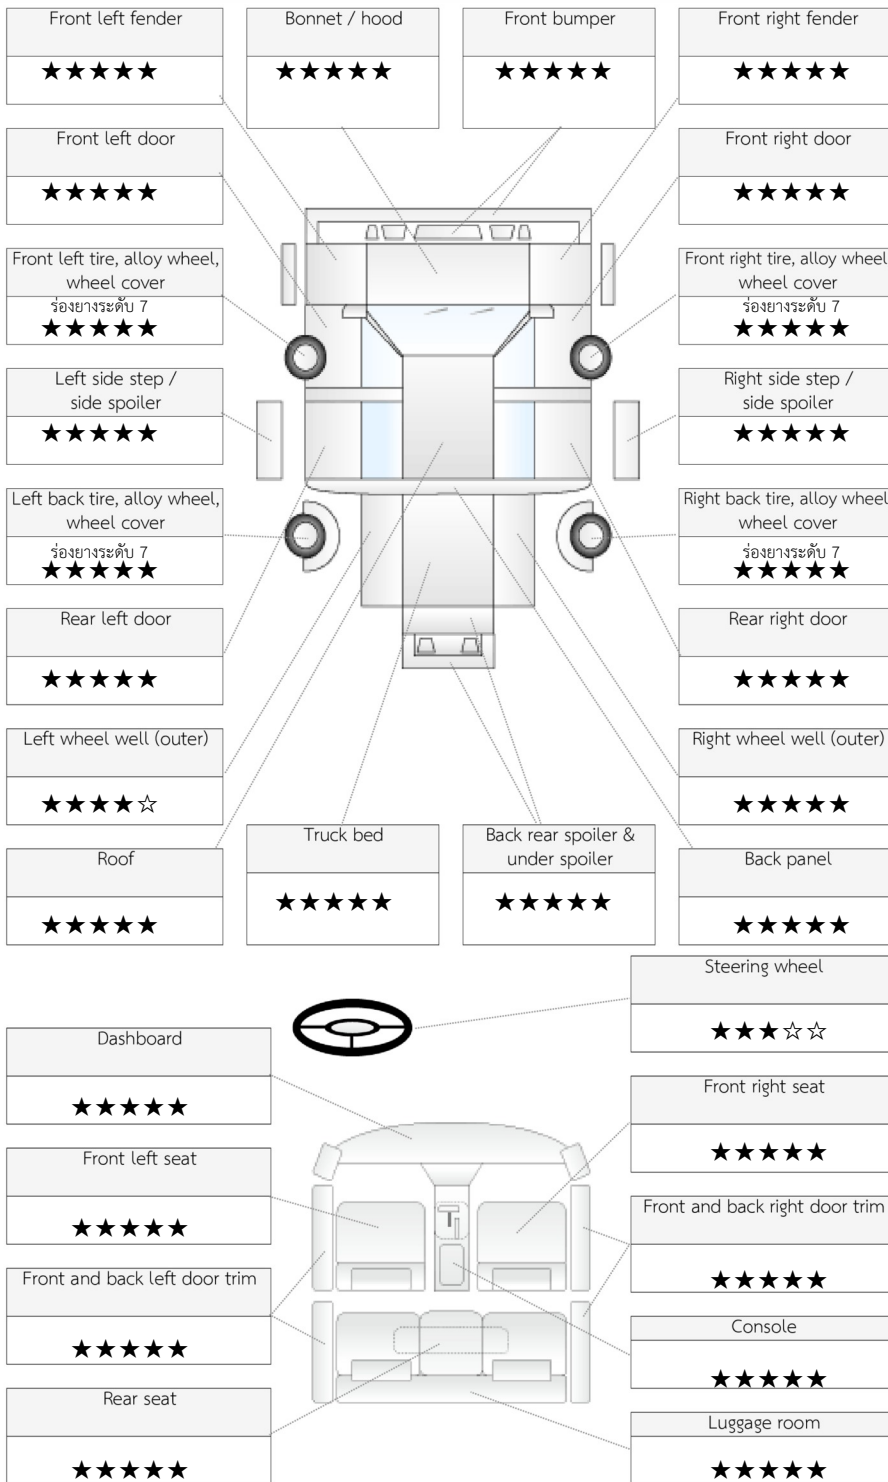 Front left fender
★★★★★
Bonnet / hood
★★★★★
Front bumper
★★★★★
Front right fender
★★★★★
Front left door
★★★★★
Front right door
★★★★★
Front left tire, alloy wheel,
wheel cover
ร่องยางระดับ 7
★★★★★
Front right tire, alloy wheel
wheel cover
ร่องยางระดับ 7
★★★★★
Left side step /
side spoiler
★★★★★
Right side step /
side spoiler
★★★★★
Left back tire, alloy wheel,
wheel cover
ร่องยางระดับ 7
★★★★★
Right back tire, alloy wheel
wheel cover
ร่องยางระดับ 7
★★★★★
Rear left door
★★★★★
Rear right door
★★★★★
Left wheel well (outer)
★★★★☆
Right wheel well (outer)
★★★★★
Roof
★★★★★
Truck bed
★★★★★
Back rear spoiler &
under spoiler
★★★★★
Back panel
★★★★★
Steering wheel
★★★☆☆
Dashboard
★★★★★
Front right seat
★★★★★
Front left seat
★★★★★
Front and back right door trim
★★★★★
Front and back left door trim
★★★★★
Console
★★★★★
Rear seat
★★★★★
Luggage room
★★★★★